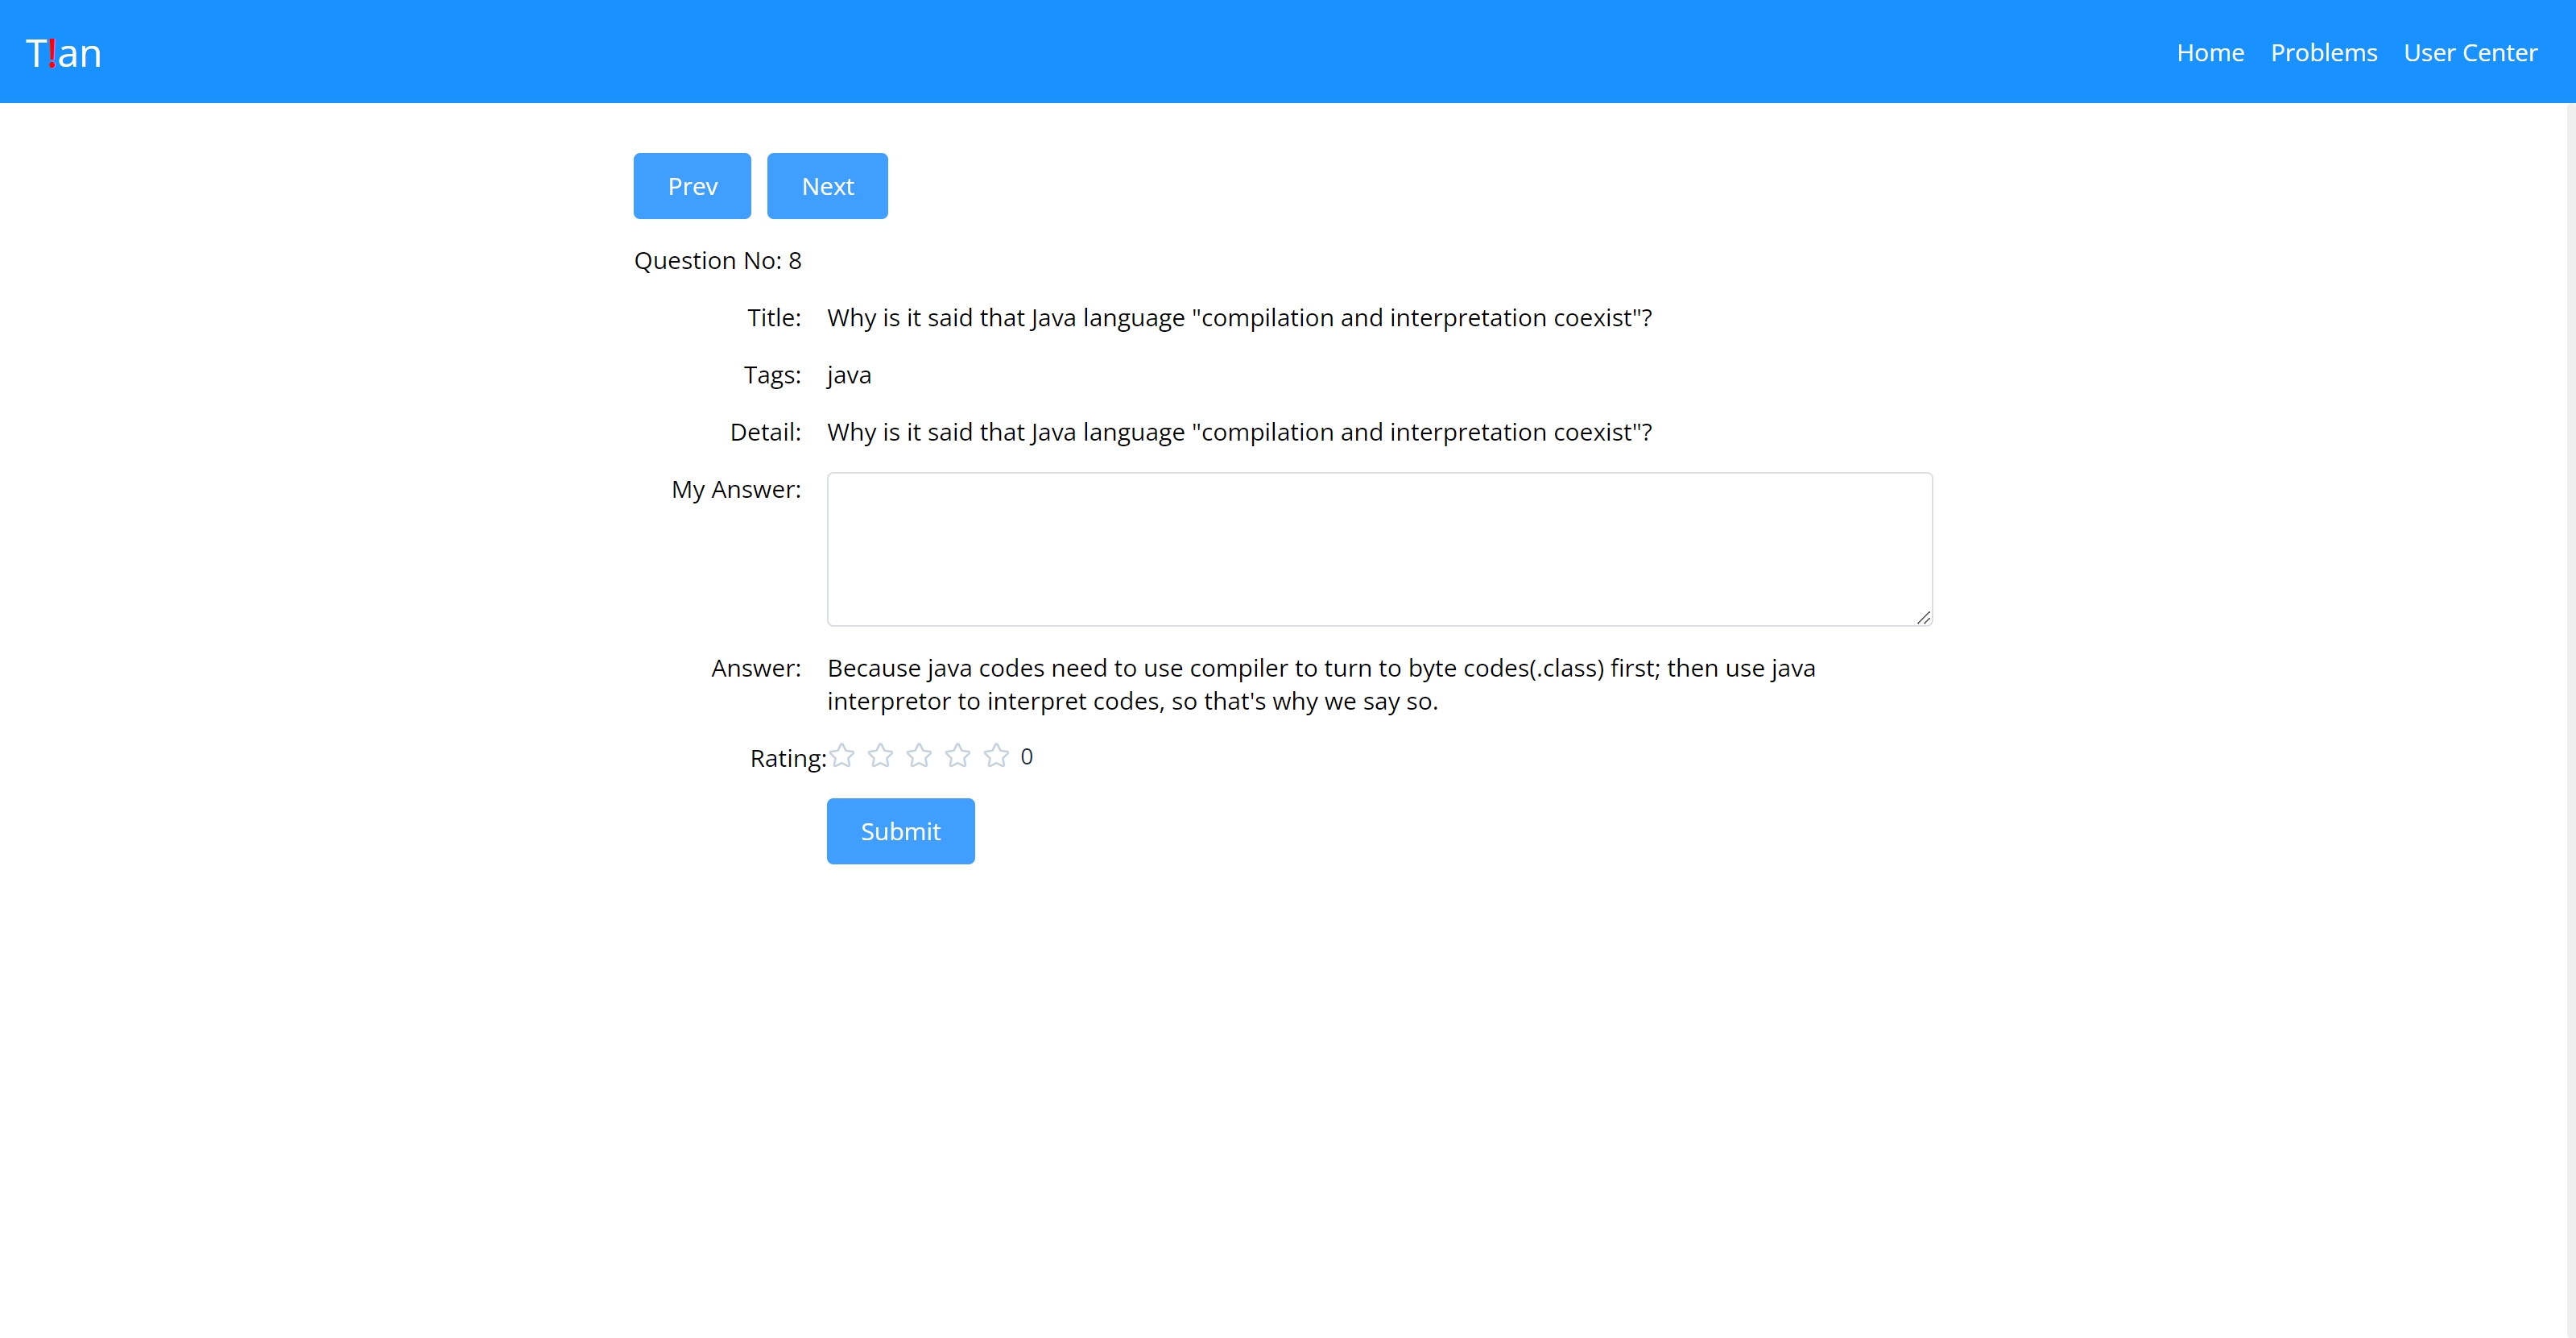 T!an
Home Problems User Center
Prev Next
Question No: 8
Title: Why is it said that Java language "compilation and interpretation coexist"?
Tags: java
Detail: Why is it said that Java language "compilation and interpretation coexist"?
My Answer:
Answer: Because java codes need to use compiler to turn to byte codes(.class) first; then use java
interpretor to interpret codes, so that's why we say so.
Rating: 0
Submit